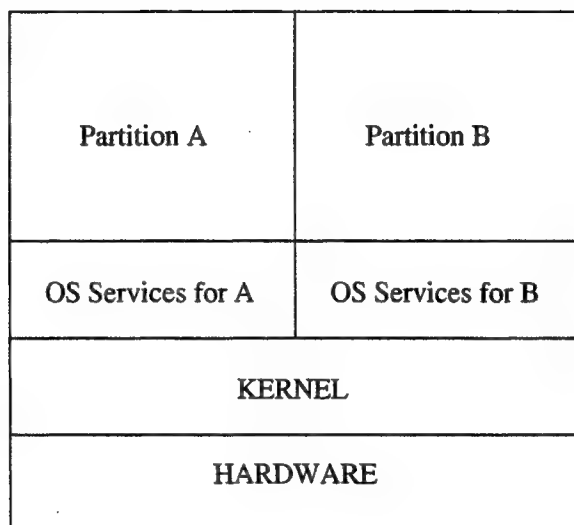 Partition A
Partition B
OS Services for A
OS Services for B
KERNEL
HARDWARE